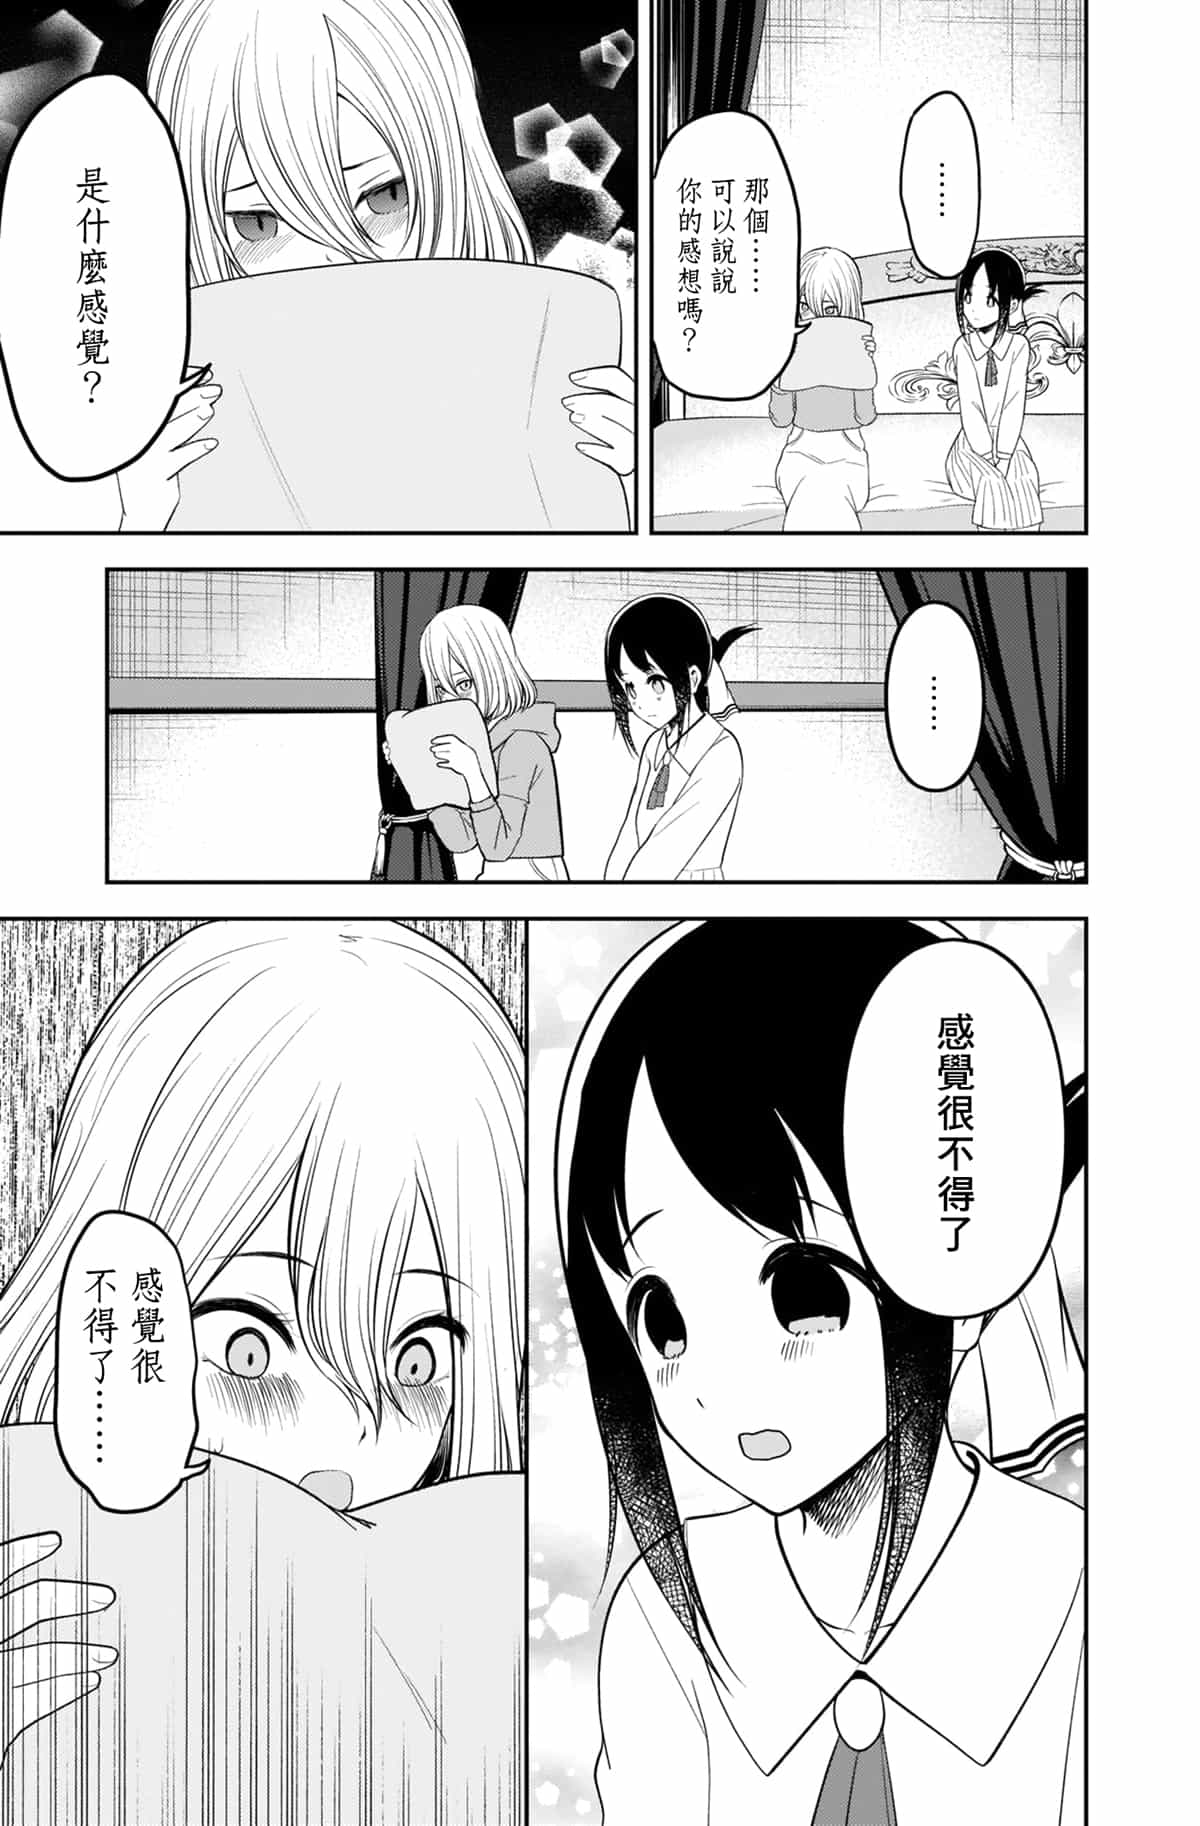 ……
那個……
可以說說
你的感想嗎？
是什麼感覺？
……
感覺很不得了
感覺很
不得了……